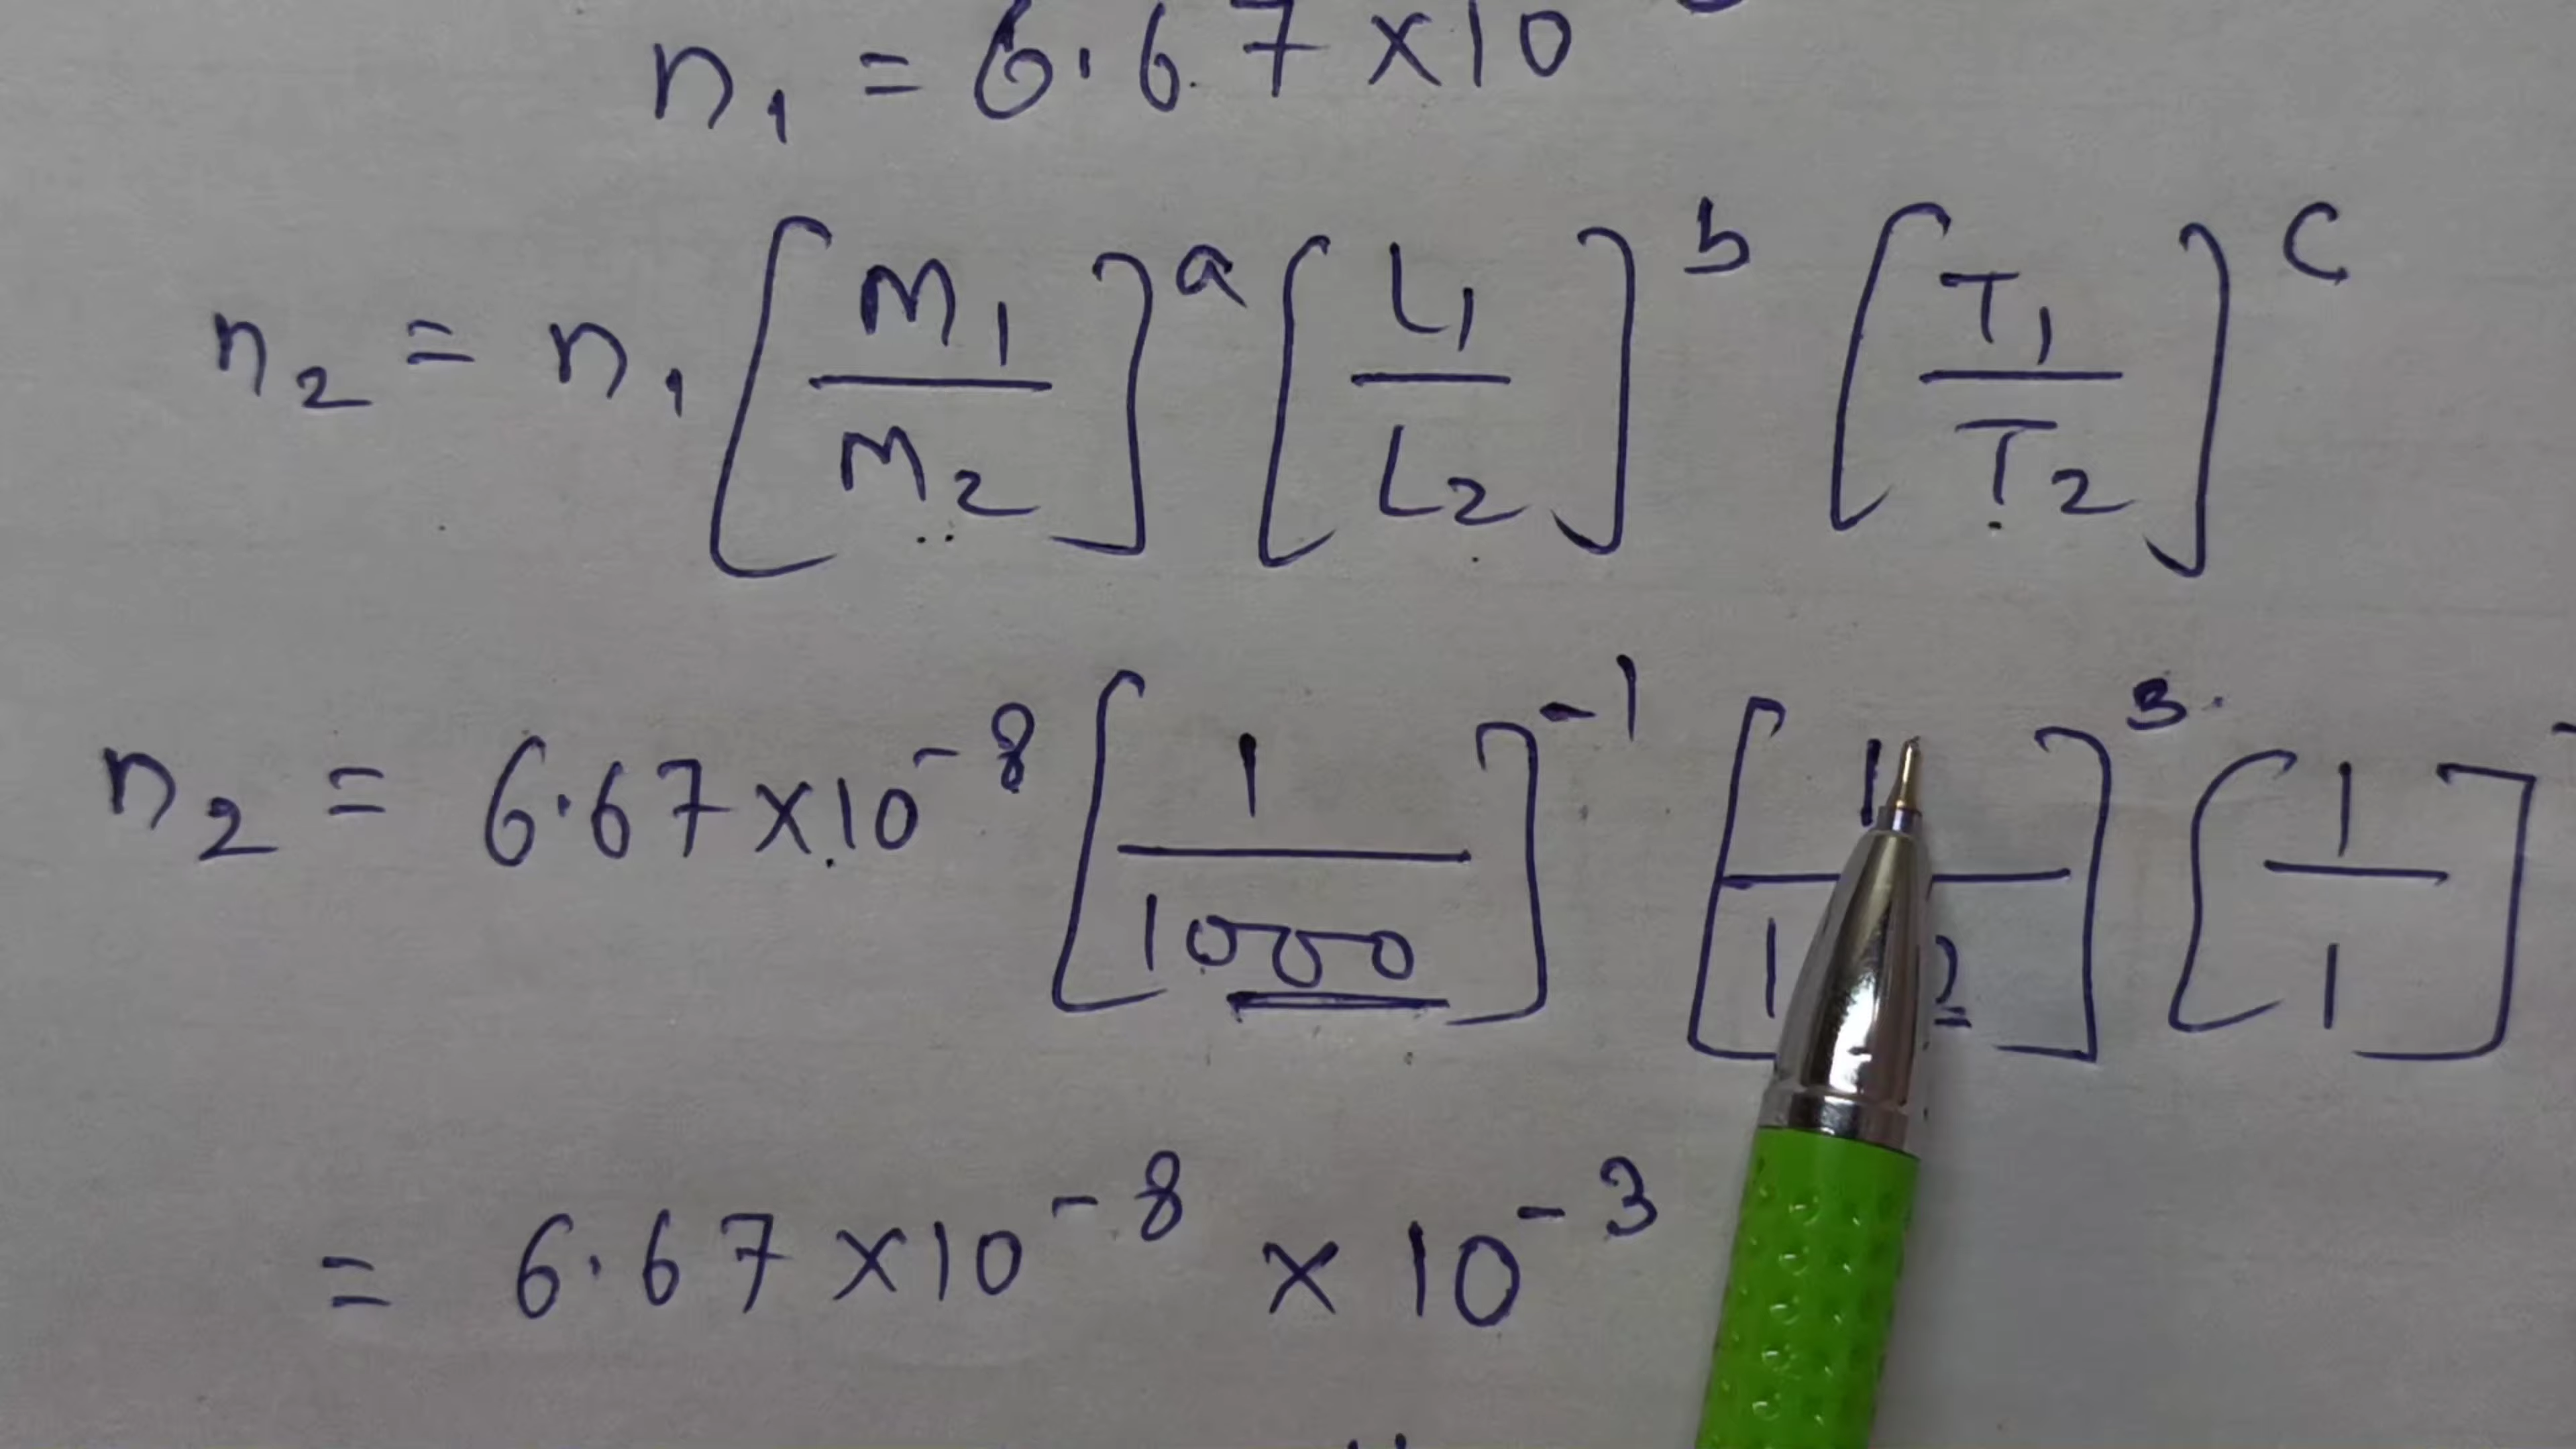 n₁ = 6.67 × 10
n₂ = n₁ [M₁/M₂]ᵃ [L₁/L₂]ᵇ [T₁/T₂]ᶜ
n₂ = 6.67 × 10⁻⁸ [1/1000]⁻¹ [1/1]³ [1/1]⁻
= 6.67 × 10⁻⁸ × 10⁻³